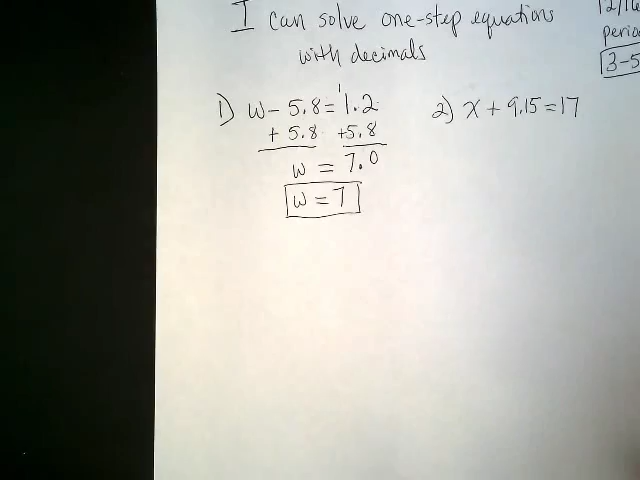 I can solve one-step equations
with decimals
12/16
3-5
1) w - 5.8 = 1.2
1
+ 5.8 +5.8
w = 7.0
w = 7
2) x + 9.15 = 17